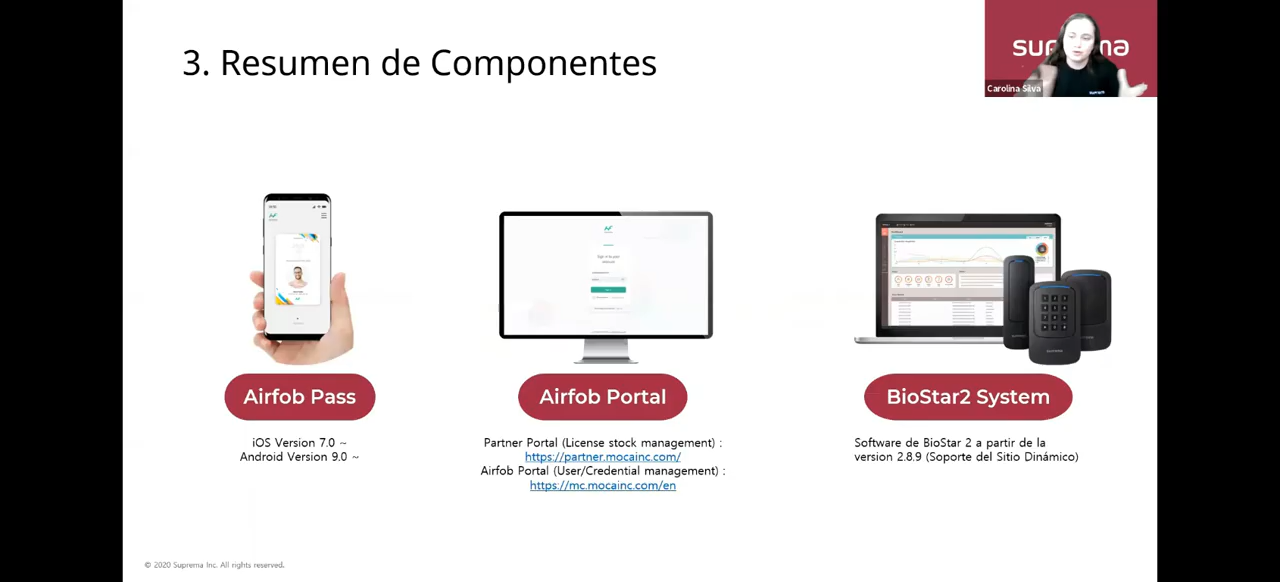 3. Resumen de Componentes
suprema
Carolina Silva
Airfob Pass
iOS Version 7.0 ~
Android Version 9.0 ~
Airfob Portal
Partner Portal (License stock management) :
https://partner.mocainc.com/
Airfob Portal (User/Credential management) :
https://mc.mocainc.com/en
BioStar2 System
Software de BioStar 2 a partir de la
version 2.8.9 (Soporte del Sitio Dinámico)
© 2020 Suprema Inc. All rights reserved.